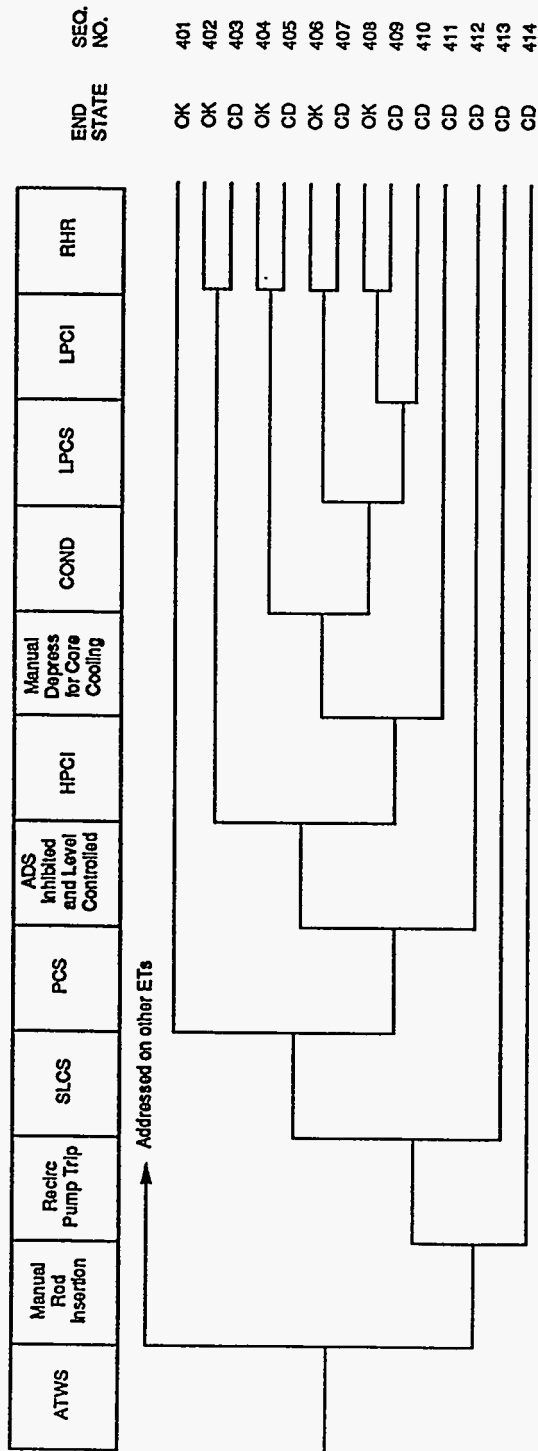 ATWS
Manual
Rod
Insertion
Recirc
Pump Trip
SLCS
PCS
ADS
Inhibited
and Level
Controlled
HPCI
Manual
Depress
for Core
Cooling
COND
LPCS
LPCI
RHR
END
STATE
SEQ.
NO.
Addressed on other ETs
OK 401
OK 402
CD 403
OK 404
CD 405
OK 406
CD 407
OK 408
CD 409
CD 410
CD 411
CD 412
CD 413
CD 414